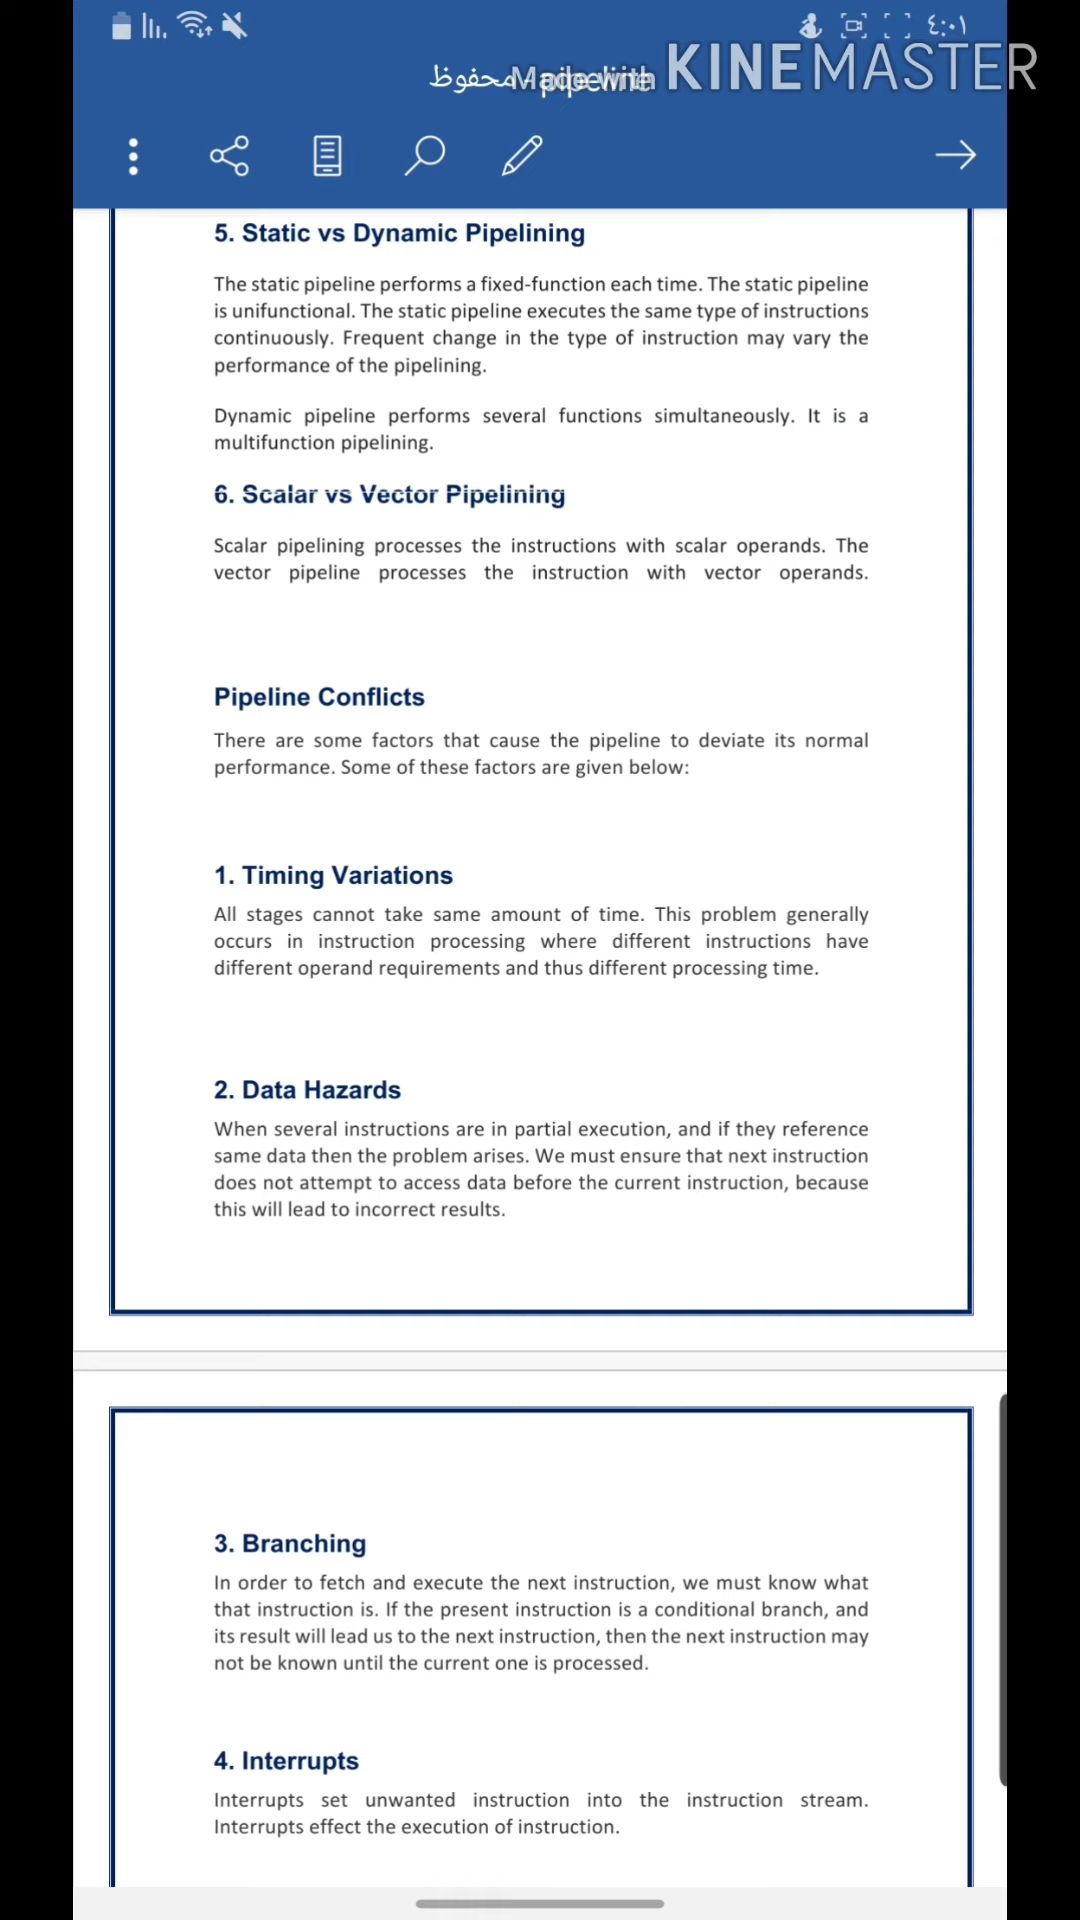 ٤:٠١
محفوظ - pipeline
Made with KINEMASTER
5. Static vs Dynamic Pipelining
The static pipeline performs a fixed-function each time. The static pipeline
is unifunctional. The static pipeline executes the same type of instructions
continuously. Frequent change in the type of instruction may vary the
performance of the pipelining.
Dynamic pipeline performs several functions simultaneously. It is a
multifunction pipelining.
6. Scalar vs Vector Pipelining
Scalar pipelining processes the instructions with scalar operands. The
vector pipeline processes the instruction with vector operands.
Pipeline Conflicts
There are some factors that cause the pipeline to deviate its normal
performance. Some of these factors are given below:
1. Timing Variations
All stages cannot take same amount of time. This problem generally
occurs in instruction processing where different instructions have
different operand requirements and thus different processing time.
2. Data Hazards
When several instructions are in partial execution, and if they reference
same data then the problem arises. We must ensure that next instruction
does not attempt to access data before the current instruction, because
this will lead to incorrect results.
3. Branching
In order to fetch and execute the next instruction, we must know what
that instruction is. If the present instruction is a conditional branch, and
its result will lead us to the next instruction, then the next instruction may
not be known until the current one is processed.
4. Interrupts
Interrupts set unwanted instruction into the instruction stream.
Interrupts effect the execution of instruction.